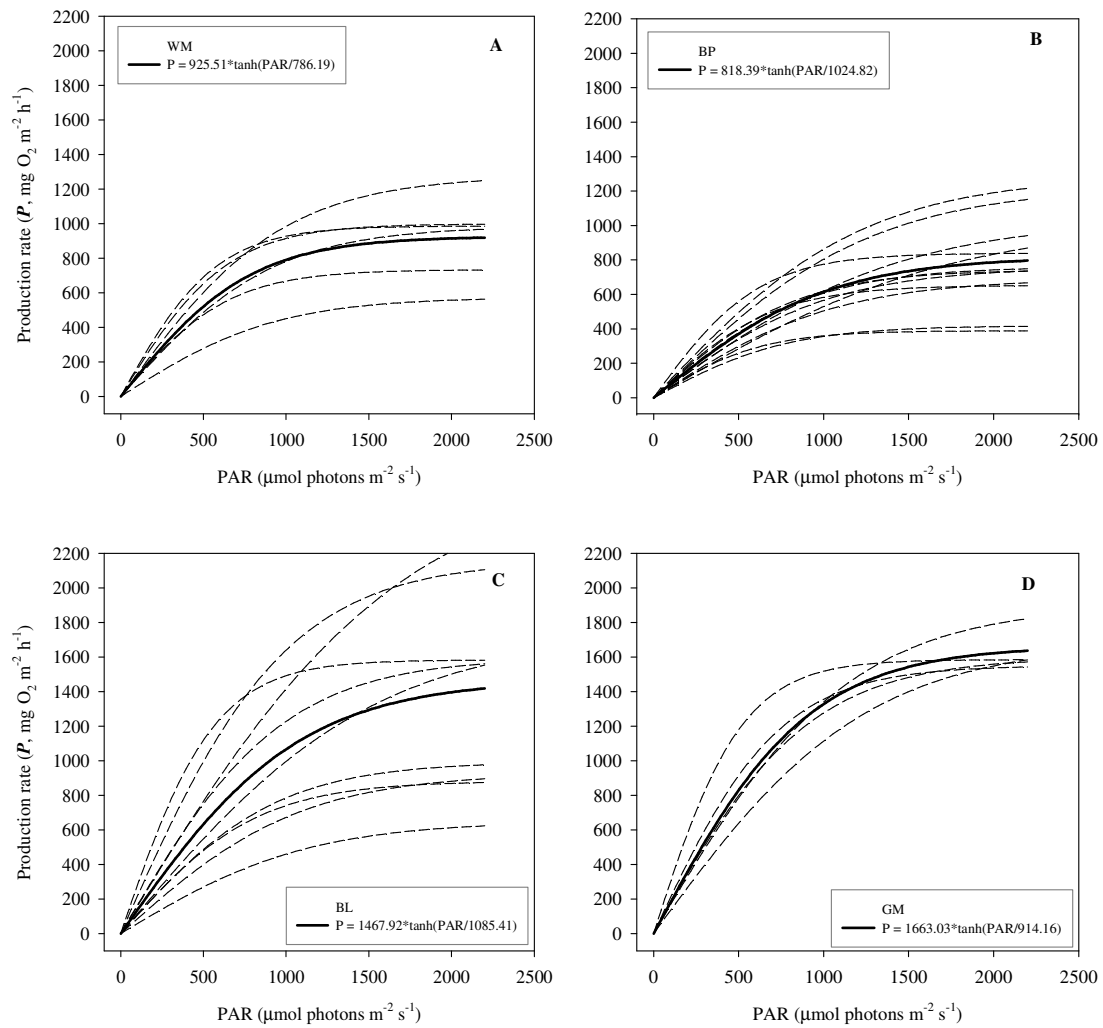 2200
2000
1800
1600
1400
1200
1000
800
600
400
200
0
Production rate (P, mg O₂ m⁻² h⁻¹)
WM
P = 925.51*tanh(PAR/786.19)
A
0 500 1000 1500 2000 2500
PAR (μmol photons m⁻² s⁻¹)
2200
2000
1800
1600
1400
1200
1000
800
600
400
200
0
BP
P = 818.39*tanh(PAR/1024.82)
B
0 500 1000 1500 2000 2500
PAR (μmol photons m⁻² s⁻¹)
2200
2000
1800
1600
1400
1200
1000
800
600
400
200
0
Production rate (P, mg O₂ m⁻² h⁻¹)
C
BL
P = 1467.92*tanh(PAR/1085.41)
0 500 1000 1500 2000 2500
PAR (μmol photons m⁻² s⁻¹)
2200
2000
1800
1600
1400
1200
1000
800
600
400
200
0
D
GM
P = 1663.03*tanh(PAR/914.16)
0 500 1000 1500 2000 2500
PAR (μmol photons m⁻² s⁻¹)